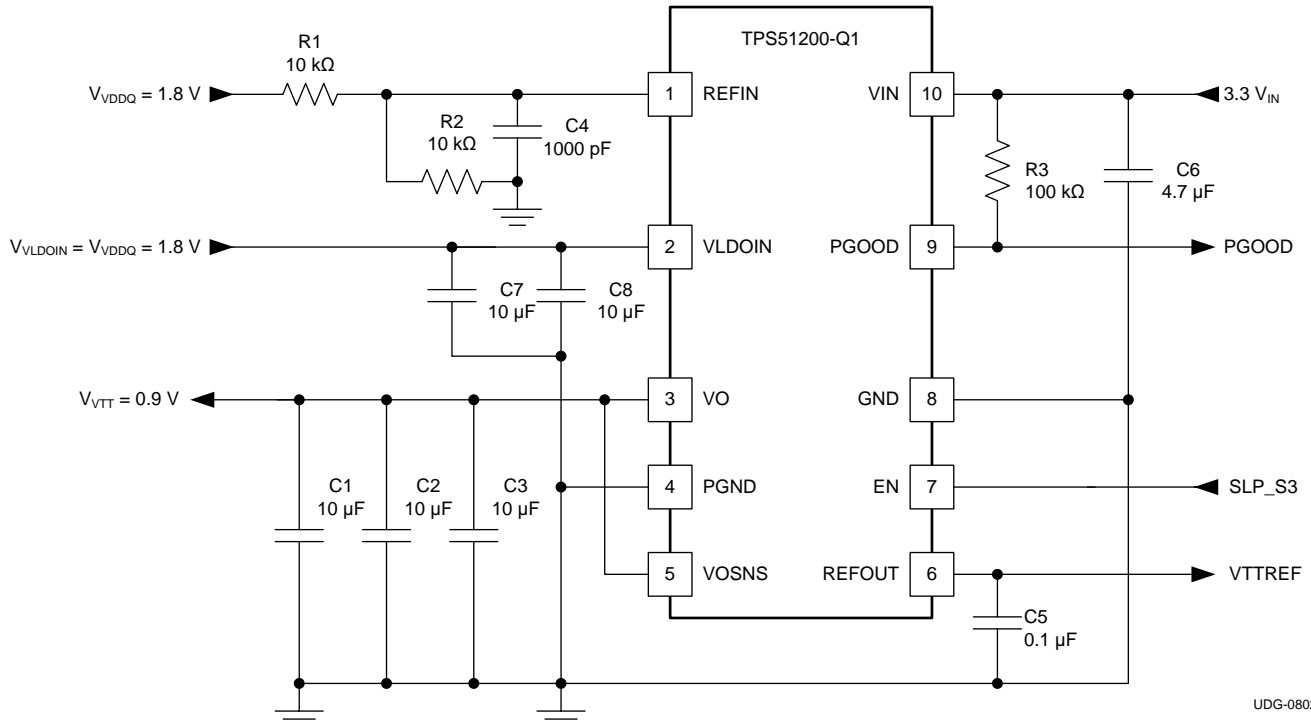 TPS51200-Q1
R1
10 kΩ
V_VDDQ = 1.8 V
1
REFIN
VIN
10
3.3 V_IN
R2
10 kΩ
C4
1000 pF
R3
100 kΩ
C6
4.7 µF
V_VLDOIN = V_VDDQ = 1.8 V
2
VLDOIN
PGOOD
9
PGOOD
C7
10 µF
C8
10 µF
V_VTT = 0.9 V
3
VO
GND
8
C1
10 µF
C2
10 µF
C3
10 µF
4
PGND
EN
7
SLP_S3
5
VOSNS
REFOUT
6
VTTREF
C5
0.1 µF